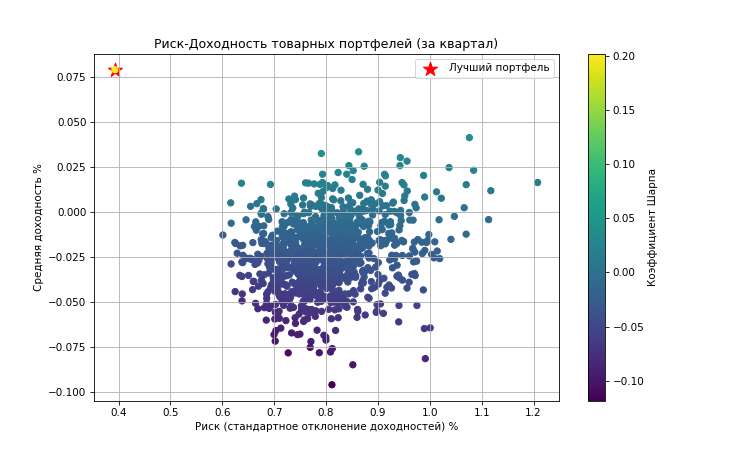 Риск-Доходность товарных портфелей (за квартал)
Лучший портфель
Средняя доходность %
0.075
0.050
0.025
0.000
−0.025
−0.050
−0.075
−0.100
0.4 0.5 0.6 0.7 0.8 0.9 1.0 1.1 1.2
Риск (стандартное отклонение доходностей) %
0.20
0.15
0.10
0.05
0.00
−0.05
−0.10
Коэффициент Шарпа